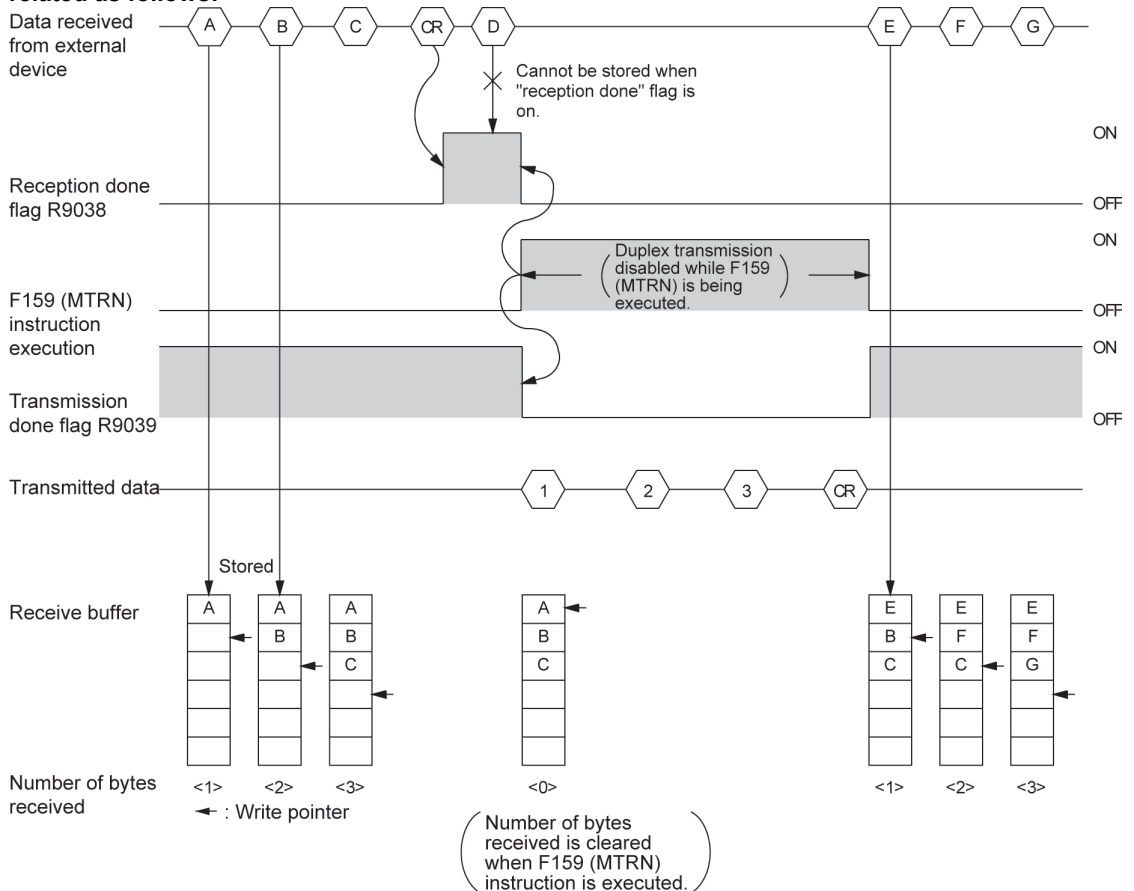 related as follows:
Data received
from external
device
A B C CR D E F G
Cannot be stored when
"reception done" flag is
on.
ON
Reception done
flag R9038
OFF
ON
Duplex transmission
disabled while F159
(MTRN) is being
executed.
F159 (MTRN)
instruction
execution
OFF
ON
Transmission
done flag R9039
OFF
Transmitted data
1 2 3 CR
Stored
Receive buffer
A A A A E E E
B B B B F F
C C C C G
Number of bytes
received
<1> <2> <3> <0> <1> <2> <3>
: Write pointer
Number of bytes
received is cleared
when F159 (MTRN)
instruction is executed.